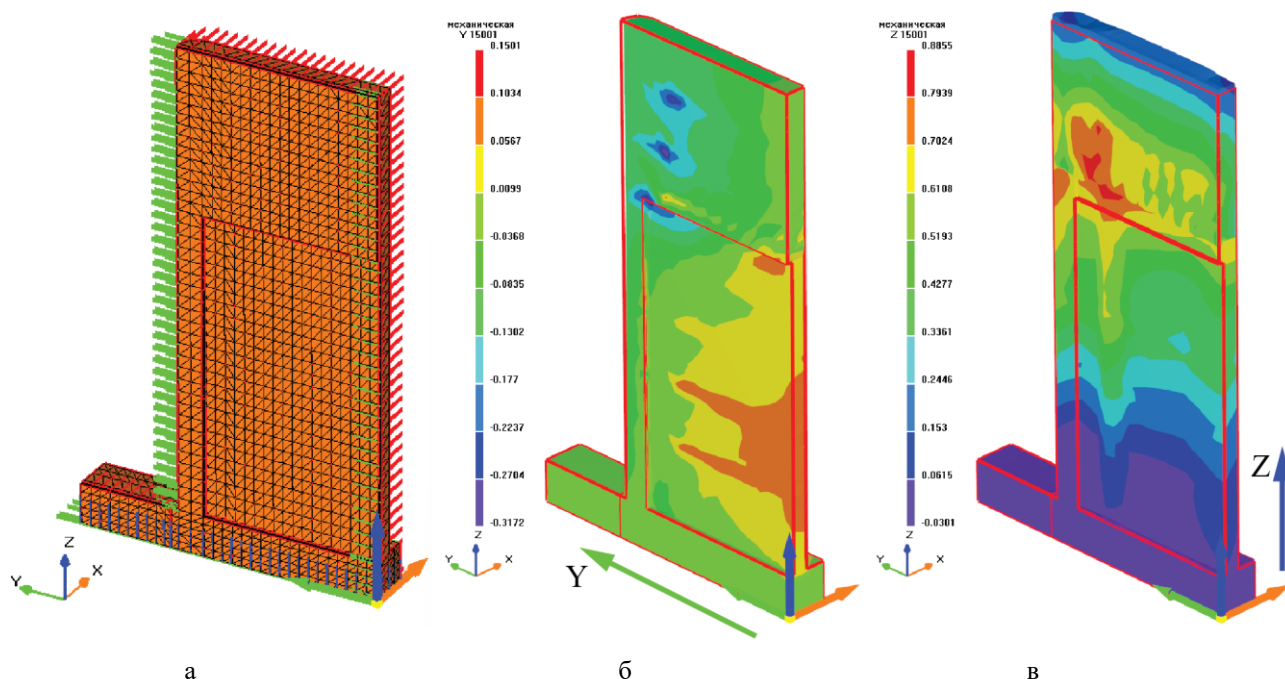 механическая
Y 15001
0.1501
0.1034
0.0567
0.0099
-0.0368
-0.0835
-0.1302
-0.177
-0.2237
-0.2704
-0.3172
механическая
Z 15001
0.8855
0.7939
0.7024
0.6108
0.5193
0.4277
0.3361
0.2446
0.153
0.0615
-0.0301
Z
Y
X
Z
Y
X
Y
Z
Y
X
Z
а
б
в